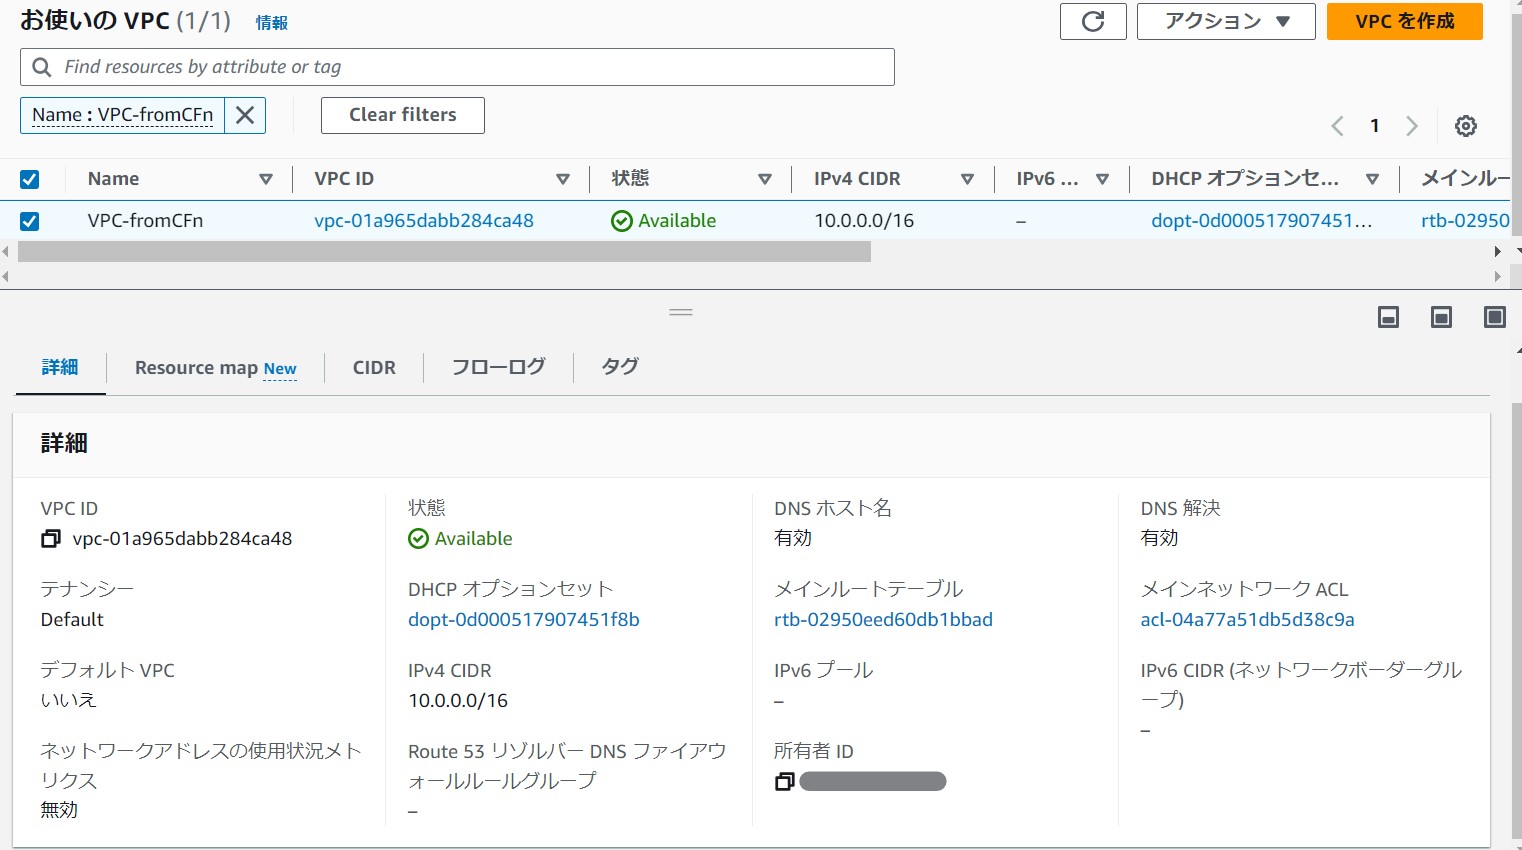 お使いの VPC (1/1) 情報
アクション VPC を作成
Find resources by attribute or tag
Name : VPC-fromCFn Clear filters
1
Name VPC ID 状態 IPv4 CIDR IPv6 ... DHCP オプションセ... メインルー
VPC-fromCFn vpc-01a965dabb284ca48 Available 10.0.0.0/16 – dopt-0d000517907451... rtb-02950
詳細 Resource map New CIDR フローログ タグ
詳細
VPC ID
vpc-01a965dabb284ca48
状態
Available
DNS ホスト名
有効
DNS 解決
有効
テナンシー
Default
DHCP オプションセット
dopt-0d000517907451f8b
メインルートテーブル
rtb-02950eed60db1bbad
メインネットワーク ACL
acl-04a77a51db5d38c9a
デフォルト VPC
いいえ
IPv4 CIDR
10.0.0.0/16
IPv6 プール
–
IPv6 CIDR (ネットワークボーダーグル
ープ)
–
ネットワークアドレスの使用状況メト
リクス
無効
Route 53 リゾルバー DNS ファイアウ
ォールルールグループ
–
所有者 ID